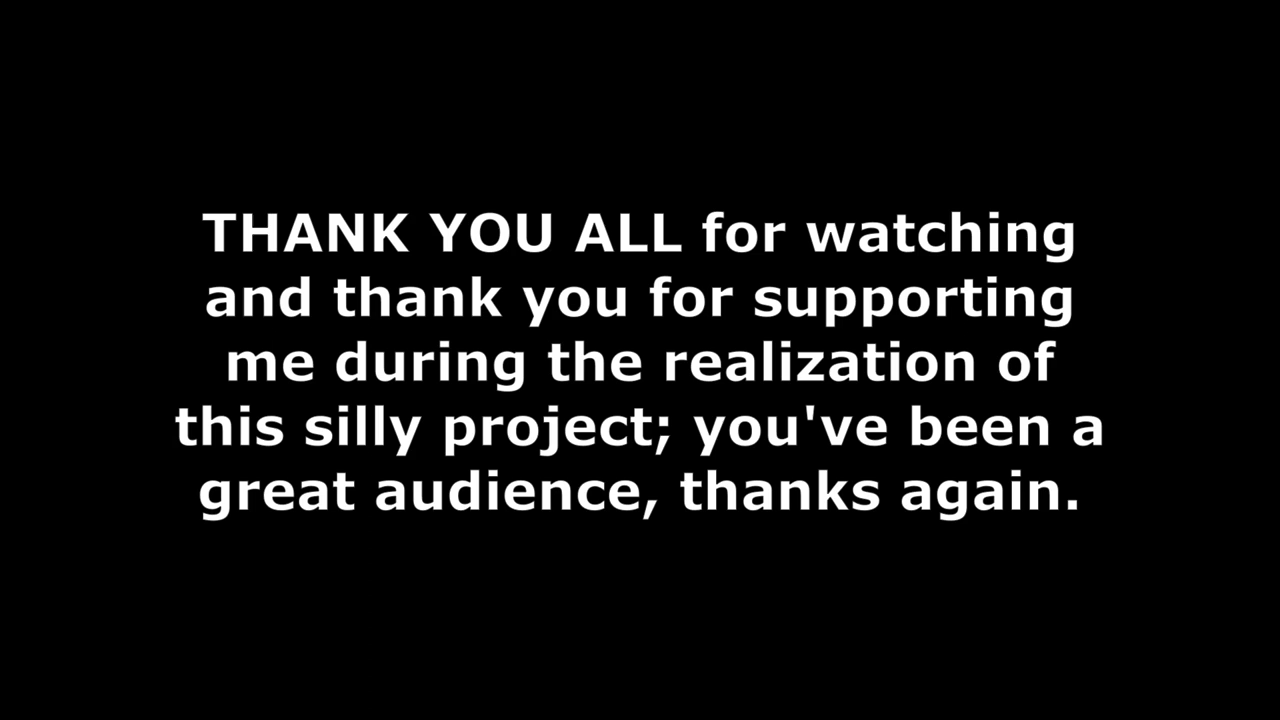 THANK YOU ALL for watching
and thank you for supporting
me during the realization of
this silly project; you've been a
great audience, thanks again.